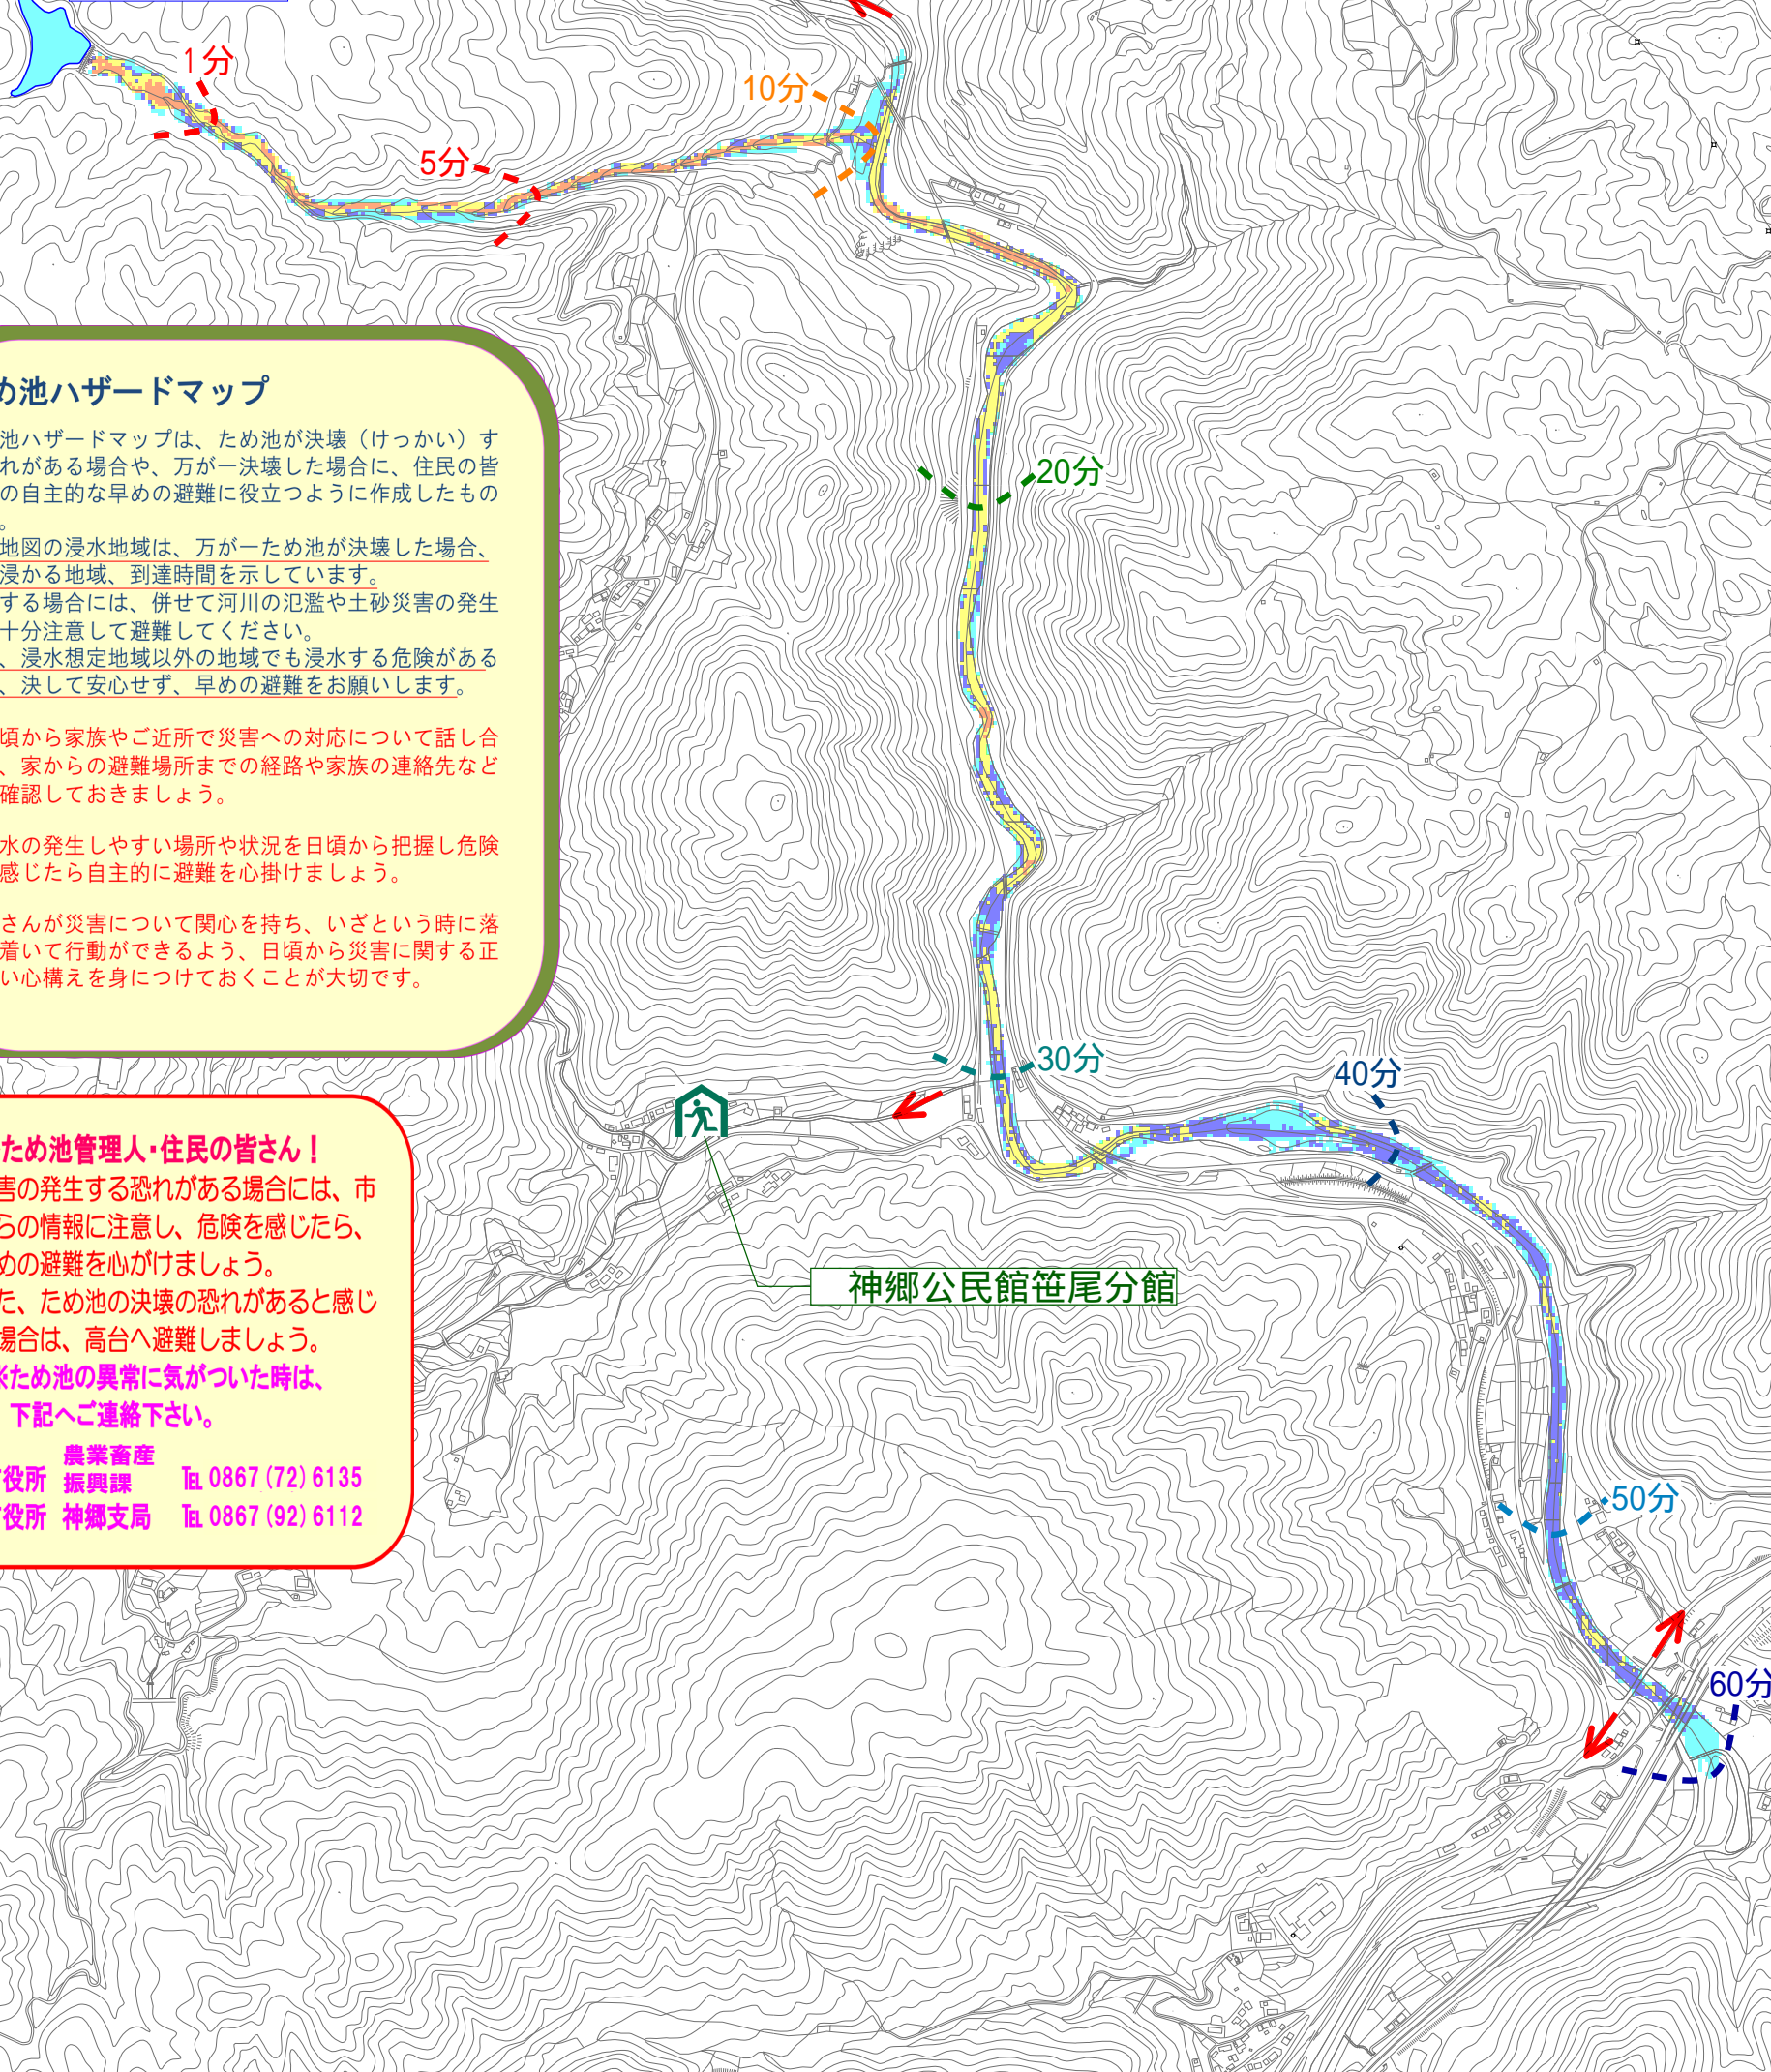 1分
5分
10分
20分
30分
40分
50分
60分
め池ハザードマップ
池ハザードマップは、ため池が決壊（けっかい）す
れがある場合や、万が一決壊した場合に、住民の皆
の自主的な早めの避難に役立つように作成したもの
。
地図の浸水地域は、万が一ため池が決壊した場合、
浸かる地域、到達時間を示しています。
する場合には、併せて河川の氾濫や土砂災害の発生
十分注意して避難してください。
、浸水想定地域以外の地域でも浸水する危険がある
、決して安心せず、早めの避難をお願いします。
頃から家族やご近所で災害への対応について話し合
、家からの避難場所までの経路や家族の連絡先など
確認しておきましょう。
水の発生しやすい場所や状況を日頃から把握し危険
感じたら自主的に避難を心掛けましょう。
さんが災害について関心を持ち、いざという時に落
着いて行動ができるよう、日頃から災害に関する正
い心構えを身につけておくことが大切です。
ため池管理人・住民の皆さん！
害の発生する恐れがある場合には、市
らの情報に注意し、危険を感じたら、
めの避難を心がけましょう。
た、ため池の決壊の恐れがあると感じ
場合は、高台へ避難しましょう。
※ため池の異常に気がついた時は、
下記へご連絡下さい。
役所 農業畜産振興課 ℡0867(72)6135
役所 神郷支局 ℡0867(92)6112
神郷公民館笹尾分館